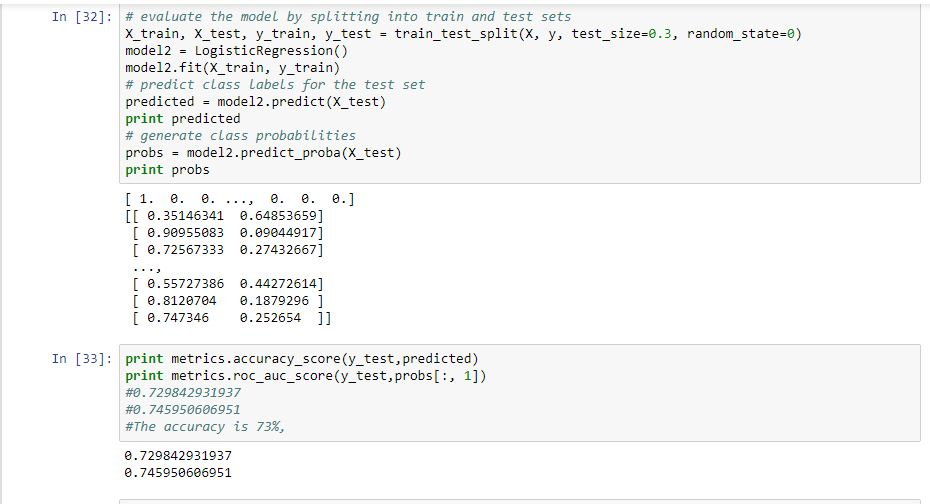 In [32]: # evaluate the model by splitting into train and test sets
X_train, X_test, y_train, y_test = train_test_split(X, y, test_size=0.3, random_state=0)
model2 = LogisticRegression()
model2.fit(X_train, y_train)
# predict class labels for the test set
predicted = model2.predict(X_test)
print predicted
# generate class probabilities
probs = model2.predict_proba(X_test)
print probs
[ 1.  0.  0. ...,  0.  0.  0.]
[[ 0.35146341  0.64853659]
 [ 0.90955083  0.09044917]
 [ 0.72567333  0.27432667]
 ...,
 [ 0.55727386  0.44272614]
 [ 0.8120704   0.1879296 ]
 [ 0.747346    0.252654  ]]
In [33]: print metrics.accuracy_score(y_test,predicted)
print metrics.roc_auc_score(y_test,probs[:, 1])
#0.729842931937
#0.745950606951
#The accuracy is 73%,
0.729842931937
0.745950606951